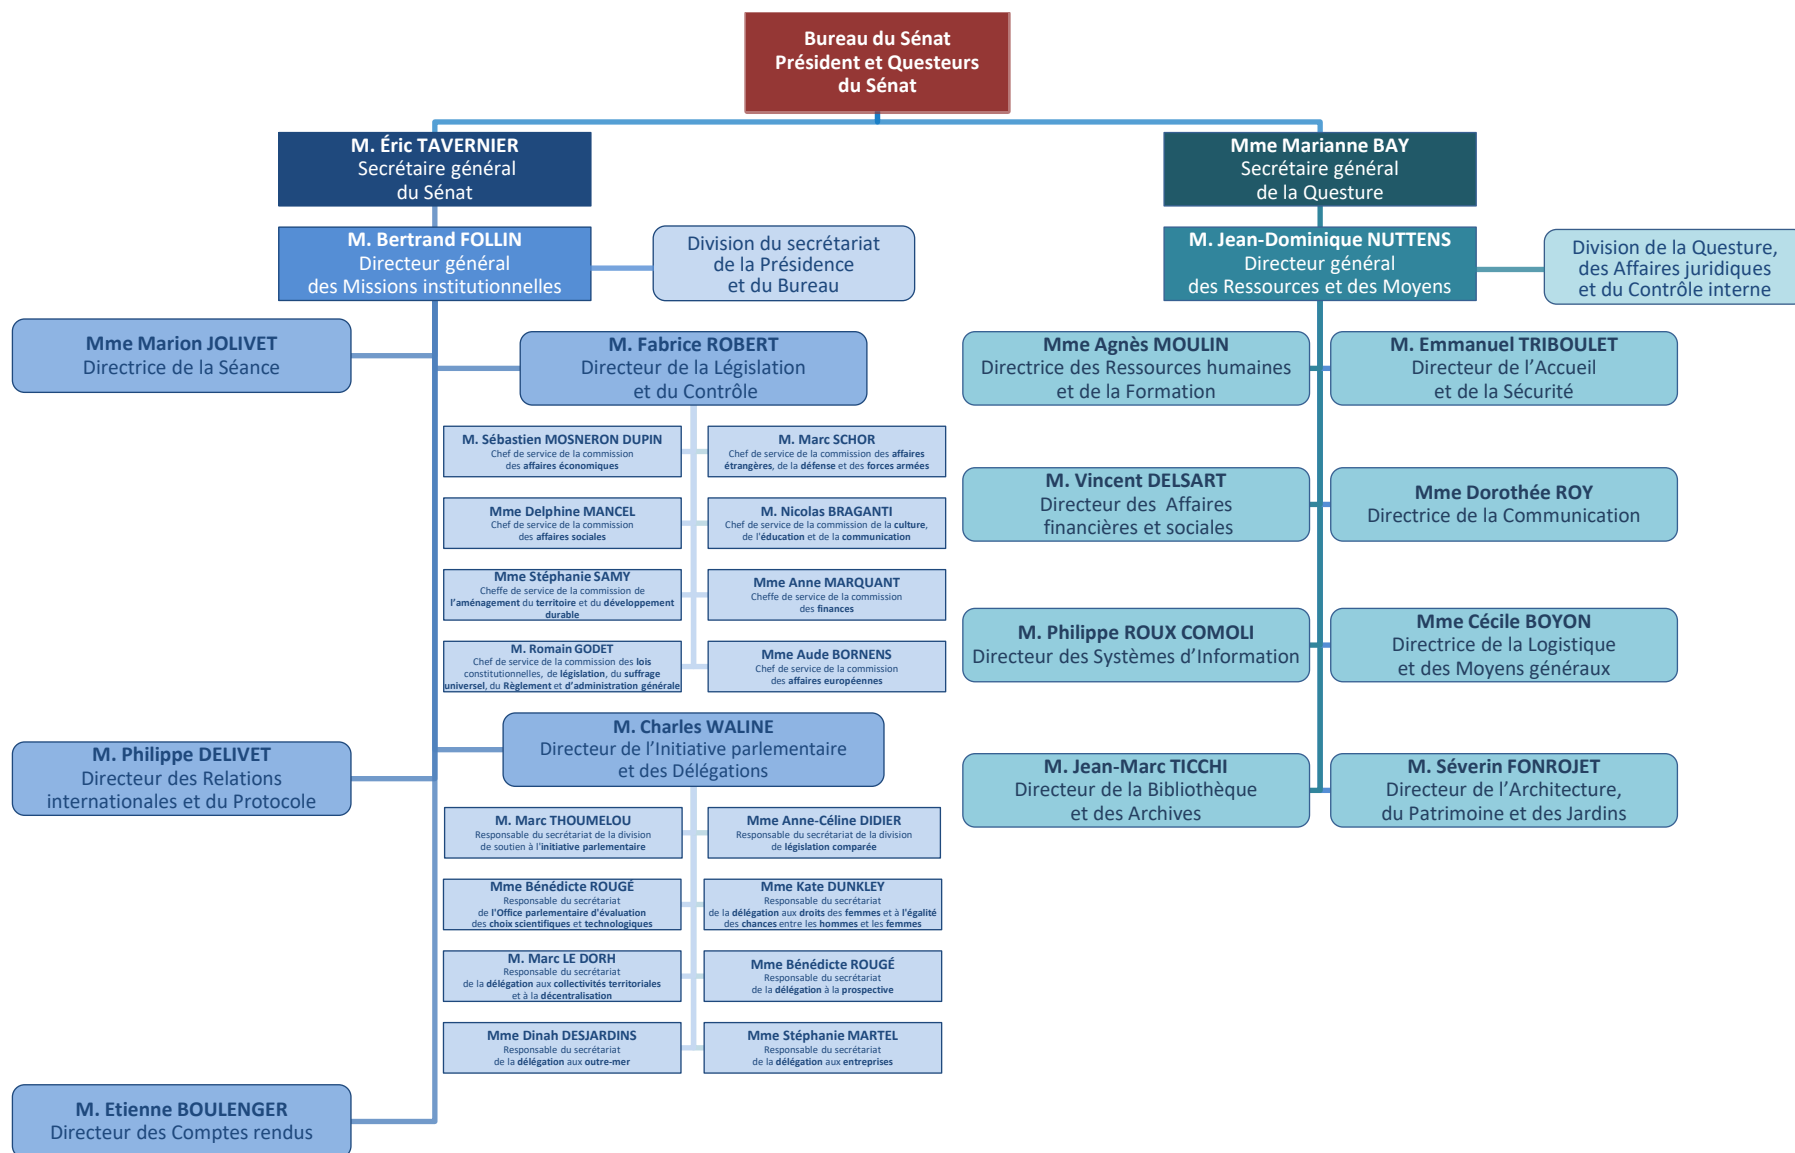 Bureau du Sénat
Président et Questeurs
du Sénat
M. Éric TAVERNIER
Secrétaire général
du Sénat
Mme Marianne BAY
Secrétaire général
de la Questure
M. Bertrand FOLLIN
Directeur général
des Missions institutionnelles
Division du secrétariat
de la Présidence
et du Bureau
M. Jean-Dominique NUTTENS
Directeur général
des Ressources et des Moyens
Division de la Questure,
des Affaires juridiques
et du Contrôle interne
Mme Marion JOLIVET
Directrice de la Séance
M. Fabrice ROBERT
Directeur de la Législation
et du Contrôle
Mme Agnès MOULIN
Directrice des Ressources humaines
et de la Formation
M. Emmanuel TRIBOULET
Directeur de l’Accueil
et de la Sécurité
M. Sébastien MOSNERON DUPIN
Chef de service de la commission
des affaires économiques
M. Marc SCHOR
Chef de service de la commission des affaires
étrangères, de la défense et des forces armées
M. Vincent DELSART
Directeur des Affaires
financières et sociales
Mme Dorothée ROY
Directrice de la Communication
Mme Delphine MANCEL
Chef de service de la commission
des affaires sociales
M. Nicolas BRAGANTI
Chef de service de la commission de la culture,
de l'éducation et de la communication
Mme Stéphanie SAMY
Cheffe de service de la commission de
l’aménagement du territoire et du développement
durable
Mme Anne MARQUANT
Cheffe de service de la commission
des finances
M. Philippe ROUX COMOLI
Directeur des Systèmes d’Information
Mme Cécile BOYON
Directrice de la Logistique
et des Moyens généraux
M. Romain GODET
Chef de service de la commission des lois
constitutionnelles, de législation, du suffrage
universel, du Règlement et d’administration générale
Mme Aude BORNENS
Chef de service de la commission
des affaires européennes
M. Philippe DELIVET
Directeur des Relations
internationales et du Protocole
M. Charles WALINE
Directeur de l’Initiative parlementaire
et des Délégations
M. Jean-Marc TICCHI
Directeur de la Bibliothèque
et des Archives
M. Séverin FONROJET
Directeur de l’Architecture,
du Patrimoine et des Jardins
M. Marc THOUMELOU
Responsable du secrétariat de la division
de soutien à l'initiative parlementaire
Mme Anne-Céline DIDIER
Responsable du secrétariat de la division
de législation comparée
Mme Bénédicte ROUGÉ
Responsable du secrétariat
de l'Office parlementaire d'évaluation
des choix scientifiques et technologiques
Mme Kate DUNKLEY
Responsable du secrétariat
de la délégation aux droits des femmes et à l'égalité
des chances entre les hommes et les femmes
M. Marc LE DORH
Responsable du secrétariat
de la délégation aux collectivités territoriales
et à la décentralisation
Mme Bénédicte ROUGÉ
Responsable du secrétariat
de la délégation à la prospective
Mme Dinah DESJARDINS
Responsable du secrétariat
de la délégation aux outre-mer
Mme Stéphanie MARTEL
Responsable du secrétariat
de la délégation aux entreprises
M. Etienne BOULENGER
Directeur des Comptes rendus